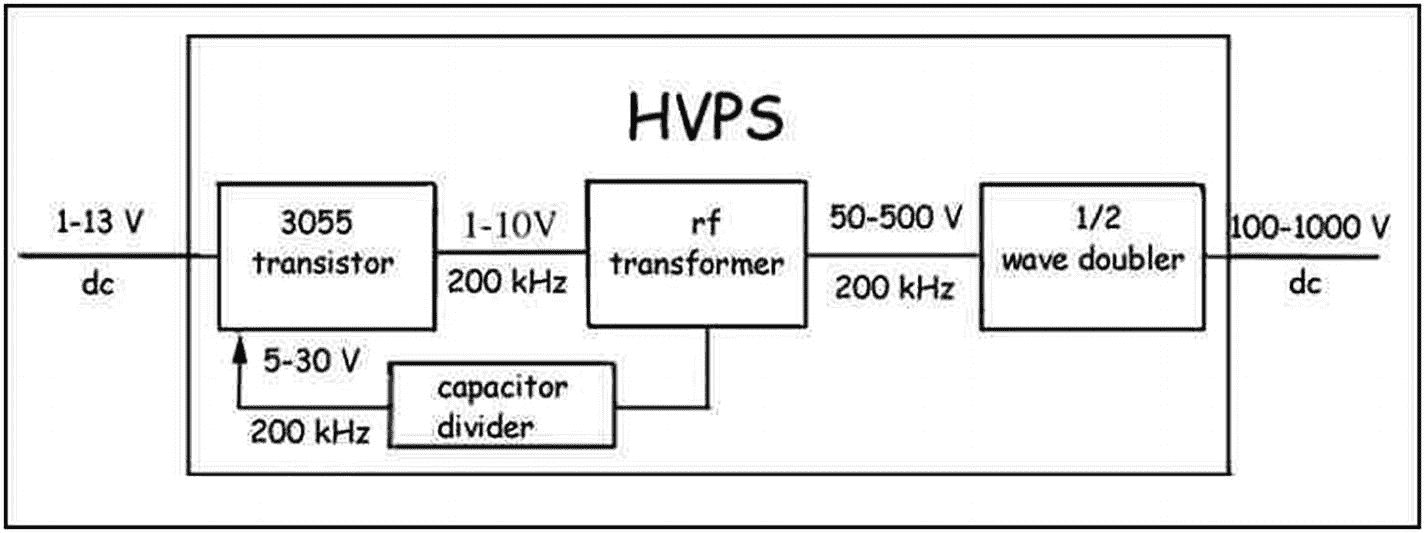 HVPS
1-13 V
dc
3055
transistor
1-10V
200 kHz
rf
transformer
50-500 V
200 kHz
1/2
wave doubler
100-1000 V
dc
5-30 V
200 kHz
capacitor
divider